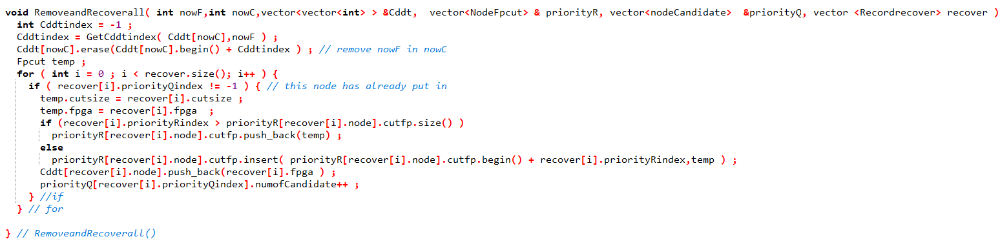 void RemoveandRecoverall( int nowF,int nowC,vector<vector<int> > &Cddt,  vector<NodeFpcut> & priorityR, vector<nodeCandidate>  &priorityQ, vector <Recordrecover> recover )
  int Cddtindex = -1 ;
  Cddtindex = GetCddtindex( Cddt[nowC],nowF ) ;
  Cddt[nowC].erase(Cddt[nowC].begin() + Cddtindex ) ; // remove nowF in nowC
  Fpcut temp ;
  for ( int i = 0 ; i < recover.size(); i++ ) {
    if ( recover[i].priorityQindex != -1 ) { // this node has already put in
      temp.cutsize = recover[i].cutsize ;
      temp.fpga = recover[i].fpga  ;
      if (recover[i].priorityRindex > priorityR[recover[i].node].cutfp.size() )
        priorityR[recover[i].node].cutfp.push_back(temp) ;
      else
        priorityR[recover[i].node].cutfp.insert( priorityR[recover[i].node].cutfp.begin() + recover[i].priorityRindex,temp ) ;
      Cddt[recover[i].node].push_back(recover[i].fpga ) ;
      priorityQ[recover[i].priorityQindex].numofCandidate++ ;
    } //if
  } // for
} // RemoveandRecoverall()